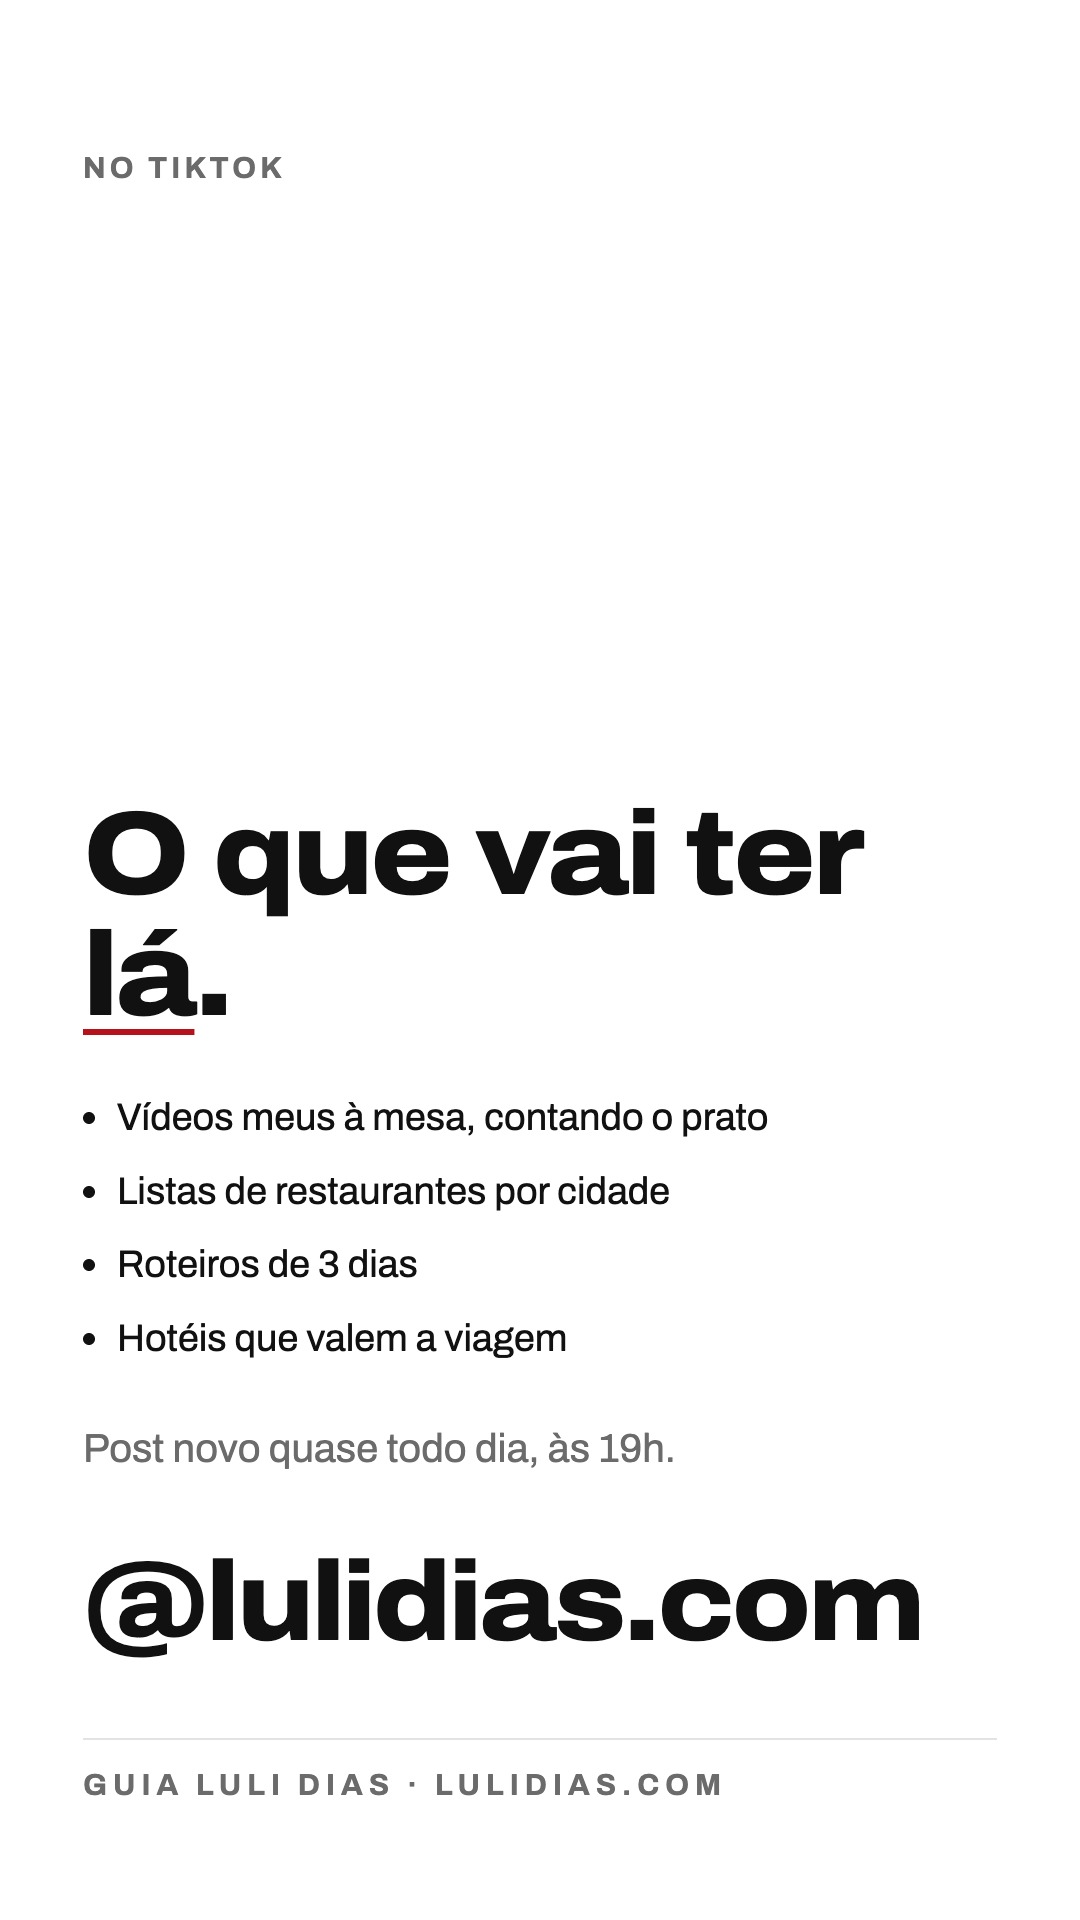 NO TIKTOK
O que vai ter
lá.
• Vídeos meus à mesa, contando o prato
• Listas de restaurantes por cidade
• Roteiros de 3 dias
• Hotéis que valem a viagem
Post novo quase todo dia, às 19h.
@lulidias.com
GUIA LULI DIAS · LULIDIAS.COM